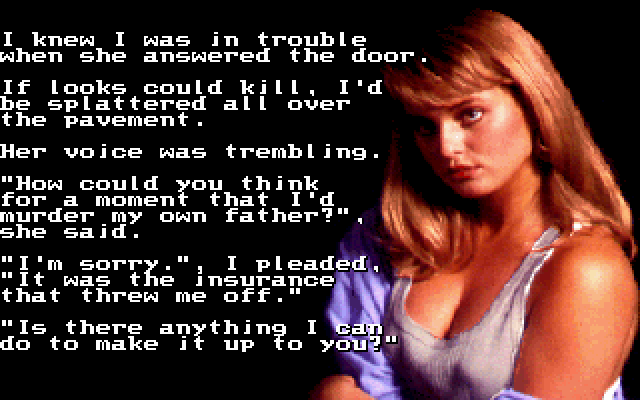 I knew I was in trouble
when she answered the door.
If looks could kill, I'd
be splattered all over
the pavement.
Her voice was trembling.
"How could you think
for a moment that I'd
murder my own father?",
she said.
"I'm sorry.", I pleaded,
"It was the insurance
that threw me off."
"Is there anything I can
do to make it up to you?"